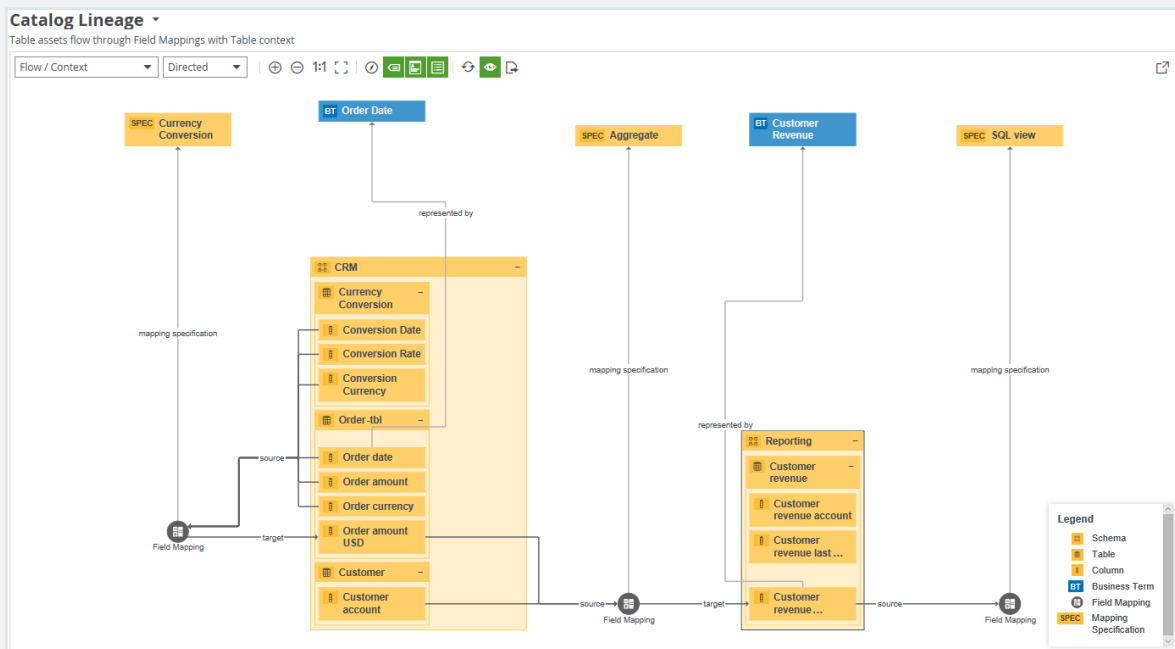 Catalog Lineage
Table assets flow through Field Mappings with Table context
Flow / Context
Directed
1:1
SPEC Currency
Conversion
BT Order Date
SPEC Aggregate
BT Customer
Revenue
SPEC SQL view
represented by
CRM
Currency
Conversion
Conversion Date
Conversion Rate
Conversion
Currency
mapping specification
mapping specification
mapping specification
Order-tbl
represented by
source
Order date
Order amount
Order currency
Order amount
USD
Field Mapping
target
Customer
Customer
account
Reporting
Customer
revenue
Customer
revenue account
Customer
revenue last ...
Customer
revenue ...
source
Field Mapping
target
source
Field Mapping
Legend
Schema
Table
Column
BT Business Term
Field Mapping
SPEC Mapping
Specification